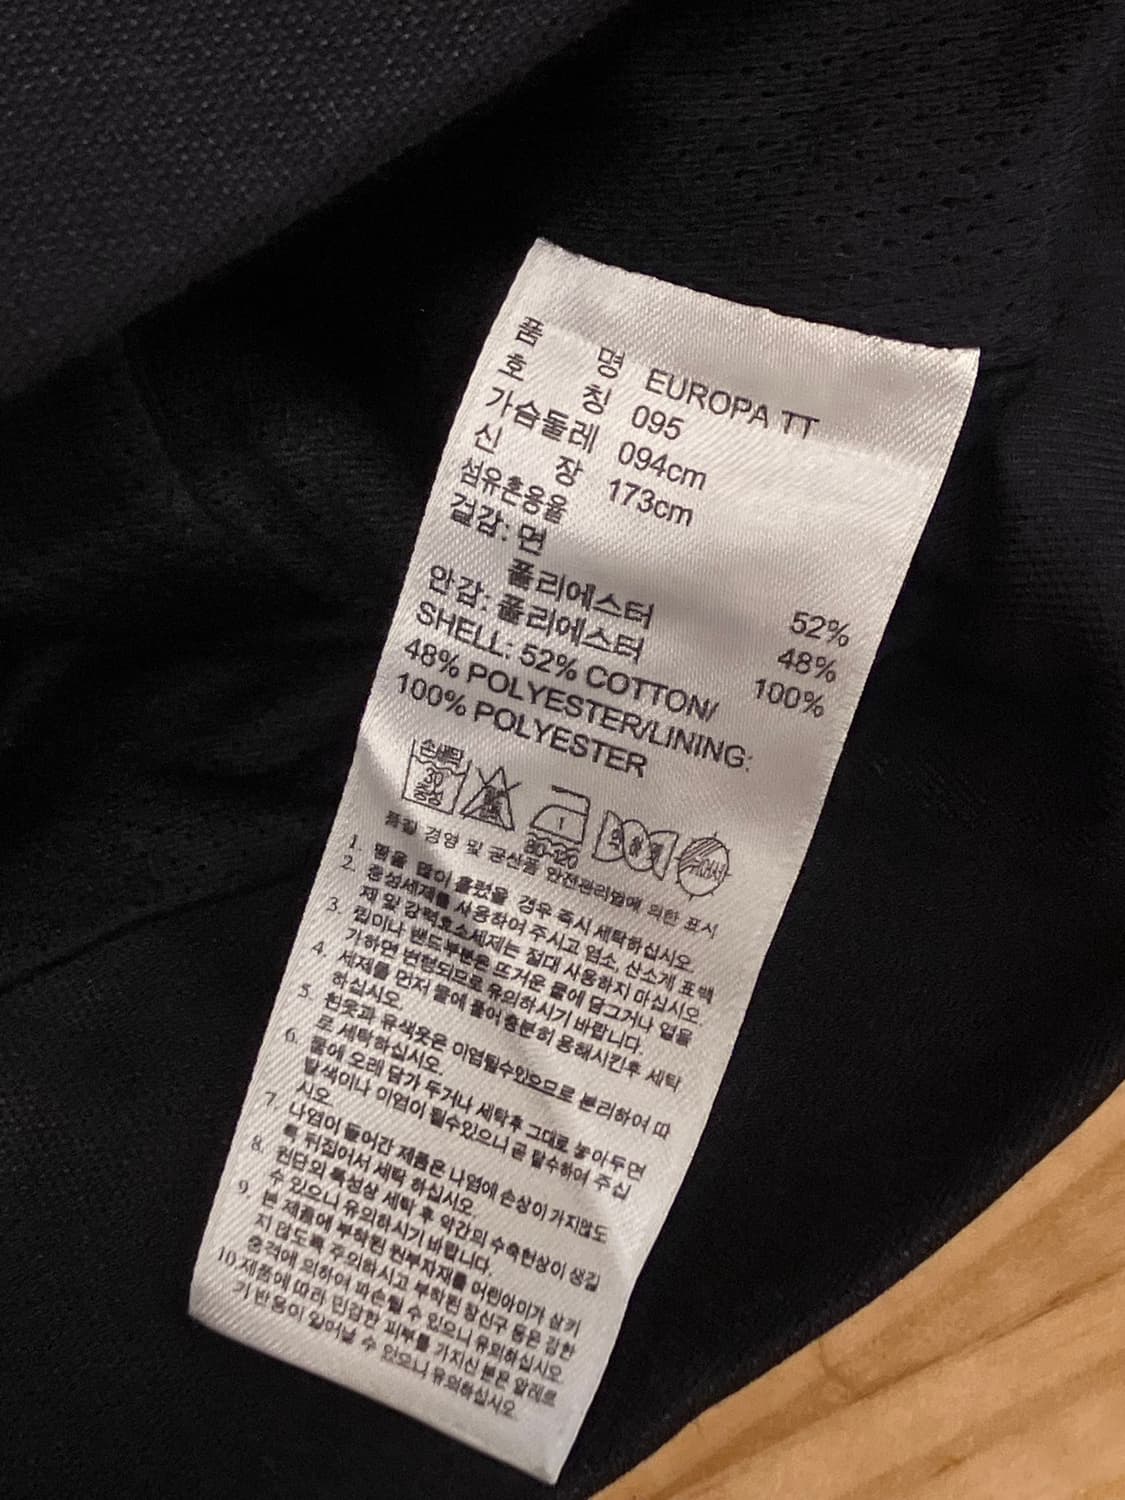 품 명 EUROPA TT
호 칭 095
가슴둘레 094cm
신 장 173cm
섬유혼용율
겉감: 면 52%
폴리에스터 48%
안감: 폴리에스터 100%
SHELL: 52% COTTON/
48% POLYESTER/LINING:
100% POLYESTER
손세탁
30
중성
80-120
약하게
뉘어서
품질 경영 및 공산품 안전관리법에 의한 표시
1. 땀을 많이 흘렸을 경우 즉시 세탁하십시오.
2. 중성세제를 사용하여 주시고 염소, 산소계 표백
제 및 강력효소세제는 절대 사용하지 마십시오.
3. 립이나 밴드부분은 뜨거운 물에 담그거나 열을
가하면 변형되므로 유의하시기 바랍니다.
4. 세제를 먼저 물에 풀어 충분히 용해시킨후 세탁
하십시오
5. 흰옷과 유색옷은 이염될수있으므로 분리하여 따
로 세탁하십시오.
6. 물에 오래 담가 두거나 세탁후 그대로 놓아두면
탈색이나 이염이 될수있으니 곧 탈수하여 주십
시오
7. 나염이 들어간 제품은 나염에 손상이 가지않도
록 뒤집어서 세탁 하십시오
8. 원단의 특성상 세탁 후 약간의 수축현상이 생길
수 있으니 유의하시기 바랍니다.
9. 본 제품에 부착된 원부자재를 어린아이가 삼키
지 않도록 주의하시고 부착된 장신구 등은 강한
충격에 의하여 파손될 수 있으니 유의하십시오.
10.제품에 따라 민감한 피부를 가지신 분은 알레르
기 반응이 일어날 수 있으니 유의하십시오.